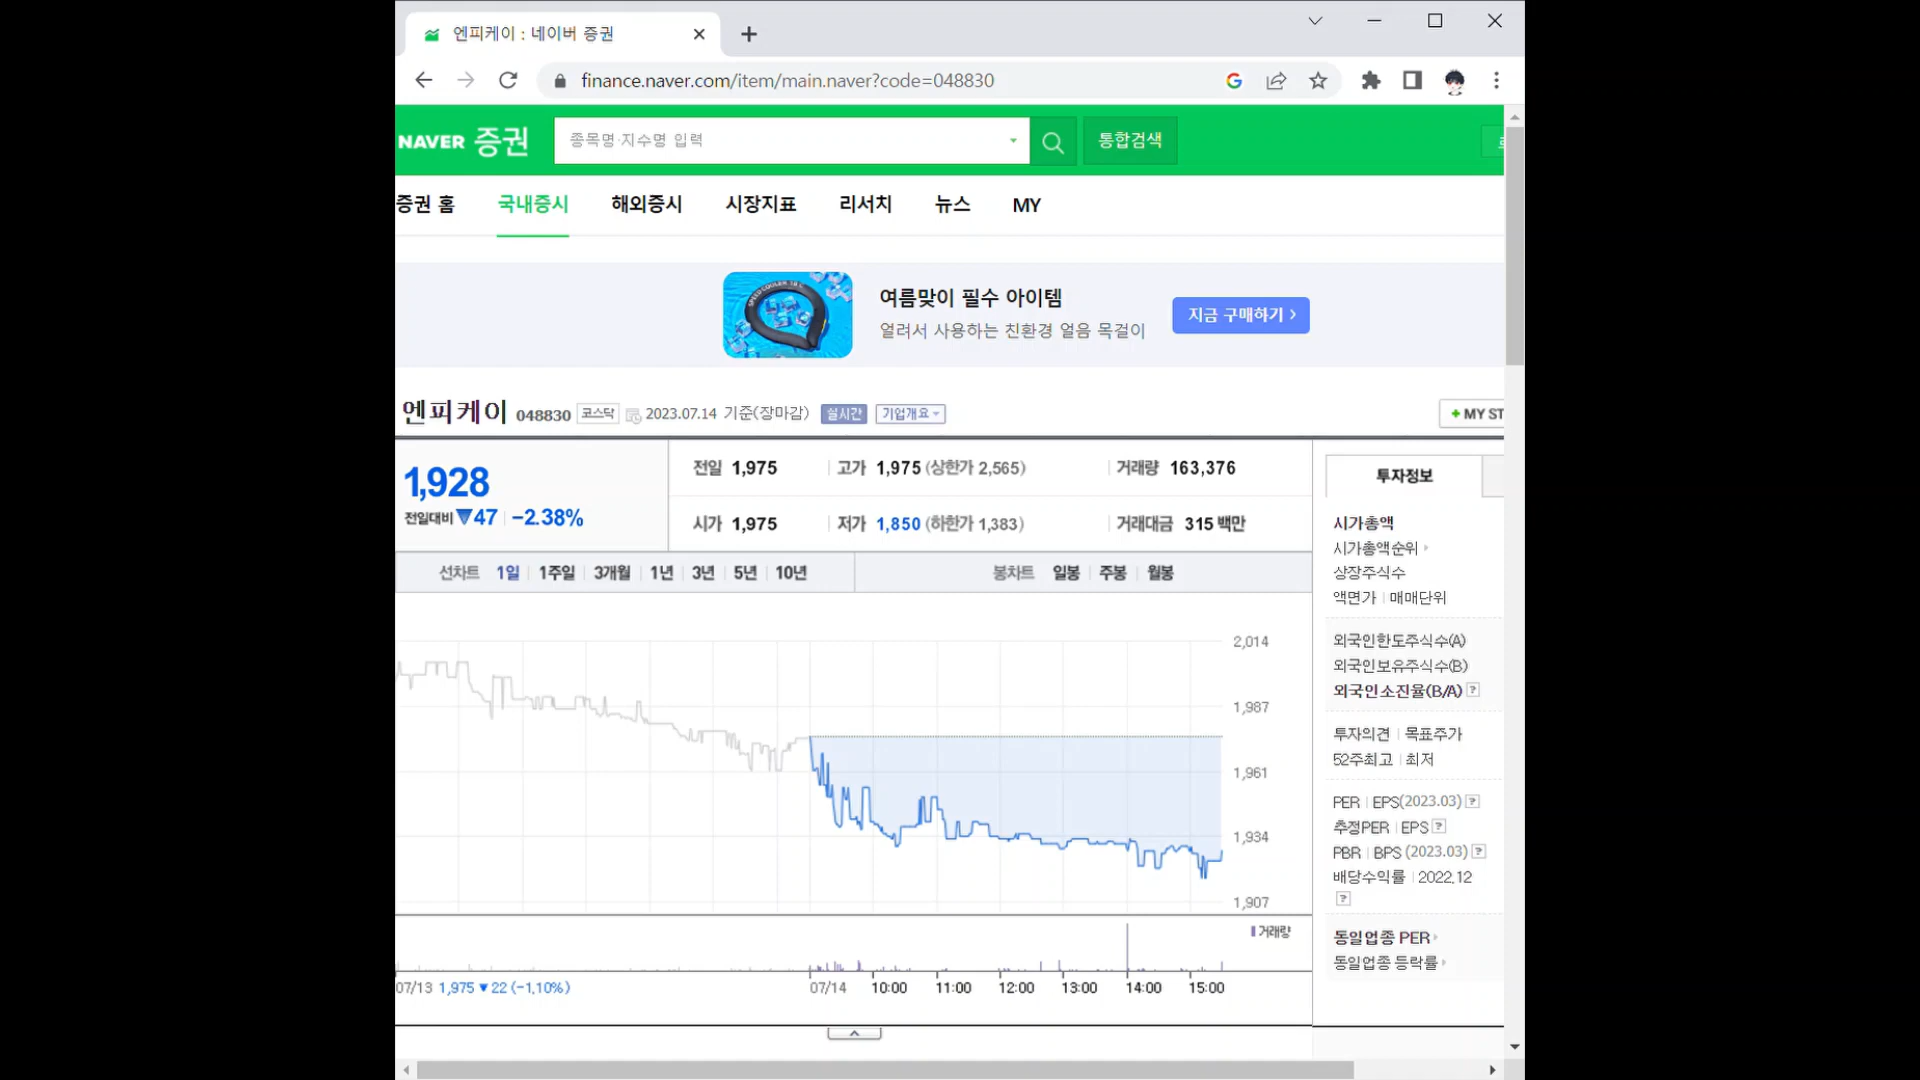 엔피케이 : 네이버 증권
finance.naver.com/item/main.naver?code=048830
NAVER 증권
종목명·지수명 입력
통합검색
증권 홈 국내증시 해외증시 시장지표 리서치 뉴스 MY
SPEED COOLER
여름맞이 필수 아이템
얼려서 사용하는 친환경 얼음 목걸이
지금 구매하기 >
엔피케이 048830 코스닥 2023.07.14 기준(장마감) 실시간 기업개요
+ MY ST
1,928
전일대비 ▼47 -2.38%
전일 1,975 고가 1,975 (상한가 2,565) 거래량 163,376
시가 1,975 저가 1,850 (하한가 1,383) 거래대금 315 백만
선차트 1일 1주일 3개월 1년 3년 5년 10년
봉차트 일봉 주봉 월봉
2,014
1,987
1,961
1,934
1,907
거래량
07/13 1,975 ▼ 22 (-1.10%)
07/14 10:00 11:00 12:00 13:00 14:00 15:00
투자정보
시가총액
시가총액순위
상장주식수
액면가 | 매매단위
외국인한도주식수(A)
외국인보유주식수(B)
외국인소진율(B/A) ?
투자의견 | 목표주가
52주최고 | 최저
PER | EPS(2023.03) ?
추정PER | EPS ?
PBR | BPS (2023.03) ?
배당수익률 | 2022.12
?
동일업종 PER
동일업종 등락률